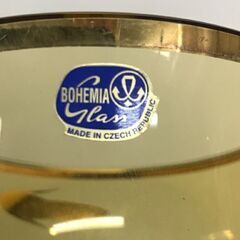 BOHEMIA
Glass
MADE IN CZECH REPUBLIC